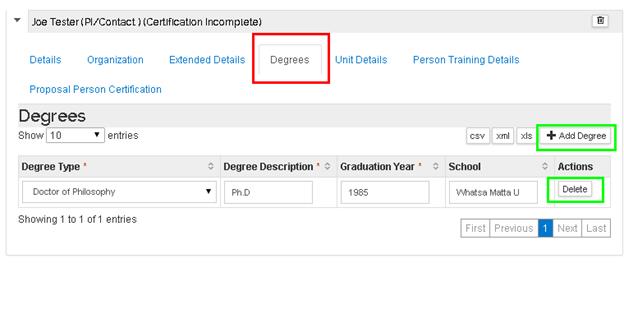 Joe Tester (PI/Contact) (Certification Incomplete)
Details Organization Extended Details Degrees Unit Details Person Training Details
Proposal Person Certification
Degrees
Show 10 entries csv xml xls Add Degree
Degree Type * Degree Description * Graduation Year * School Actions
Doctor of Philosophy Ph.D 1985 Whatsa Matta U Delete
Showing 1 to 1 of 1 entries
First Previous 1 Next Last